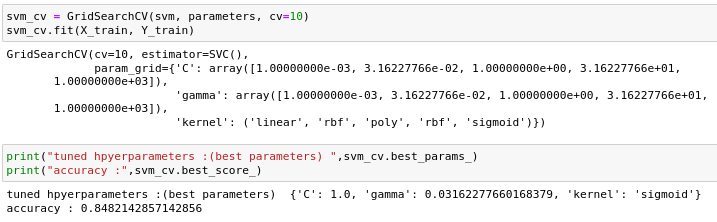 svm_cv = GridSearchCV(svm, parameters, cv=10)
svm_cv.fit(X_train, Y_train)
GridSearchCV(cv=10, estimator=SVC(),
             param_grid={'C': array([1.00000000e-03, 3.16227766e-02, 1.00000000e+00, 3.16227766e+01,
       1.00000000e+03]),
                         'gamma': array([1.00000000e-03, 3.16227766e-02, 1.00000000e+00, 3.16227766e+01,
       1.00000000e+03]),
                         'kernel': ('linear', 'rbf', 'poly', 'rbf', 'sigmoid')})
print("tuned hpyerparameters :(best parameters) ",svm_cv.best_params_)
print("accuracy :",svm_cv.best_score_)
tuned hpyerparameters :(best parameters)  {'C': 1.0, 'gamma': 0.03162277660168379, 'kernel': 'sigmoid'}
accuracy : 0.8482142857142856